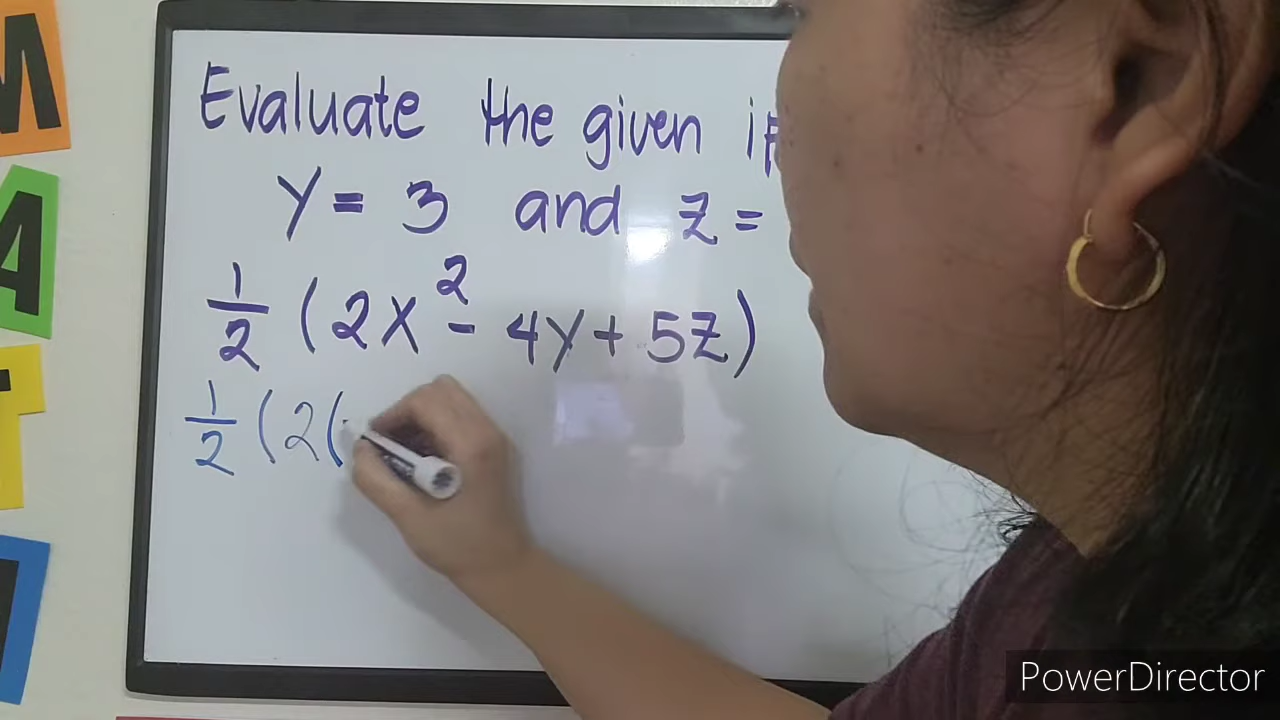 Evaluate the given if
Y = 3 and z =
1/2 (2X² - 4Y + 5z)
1/2 (2(
M
A
T
PowerDirector